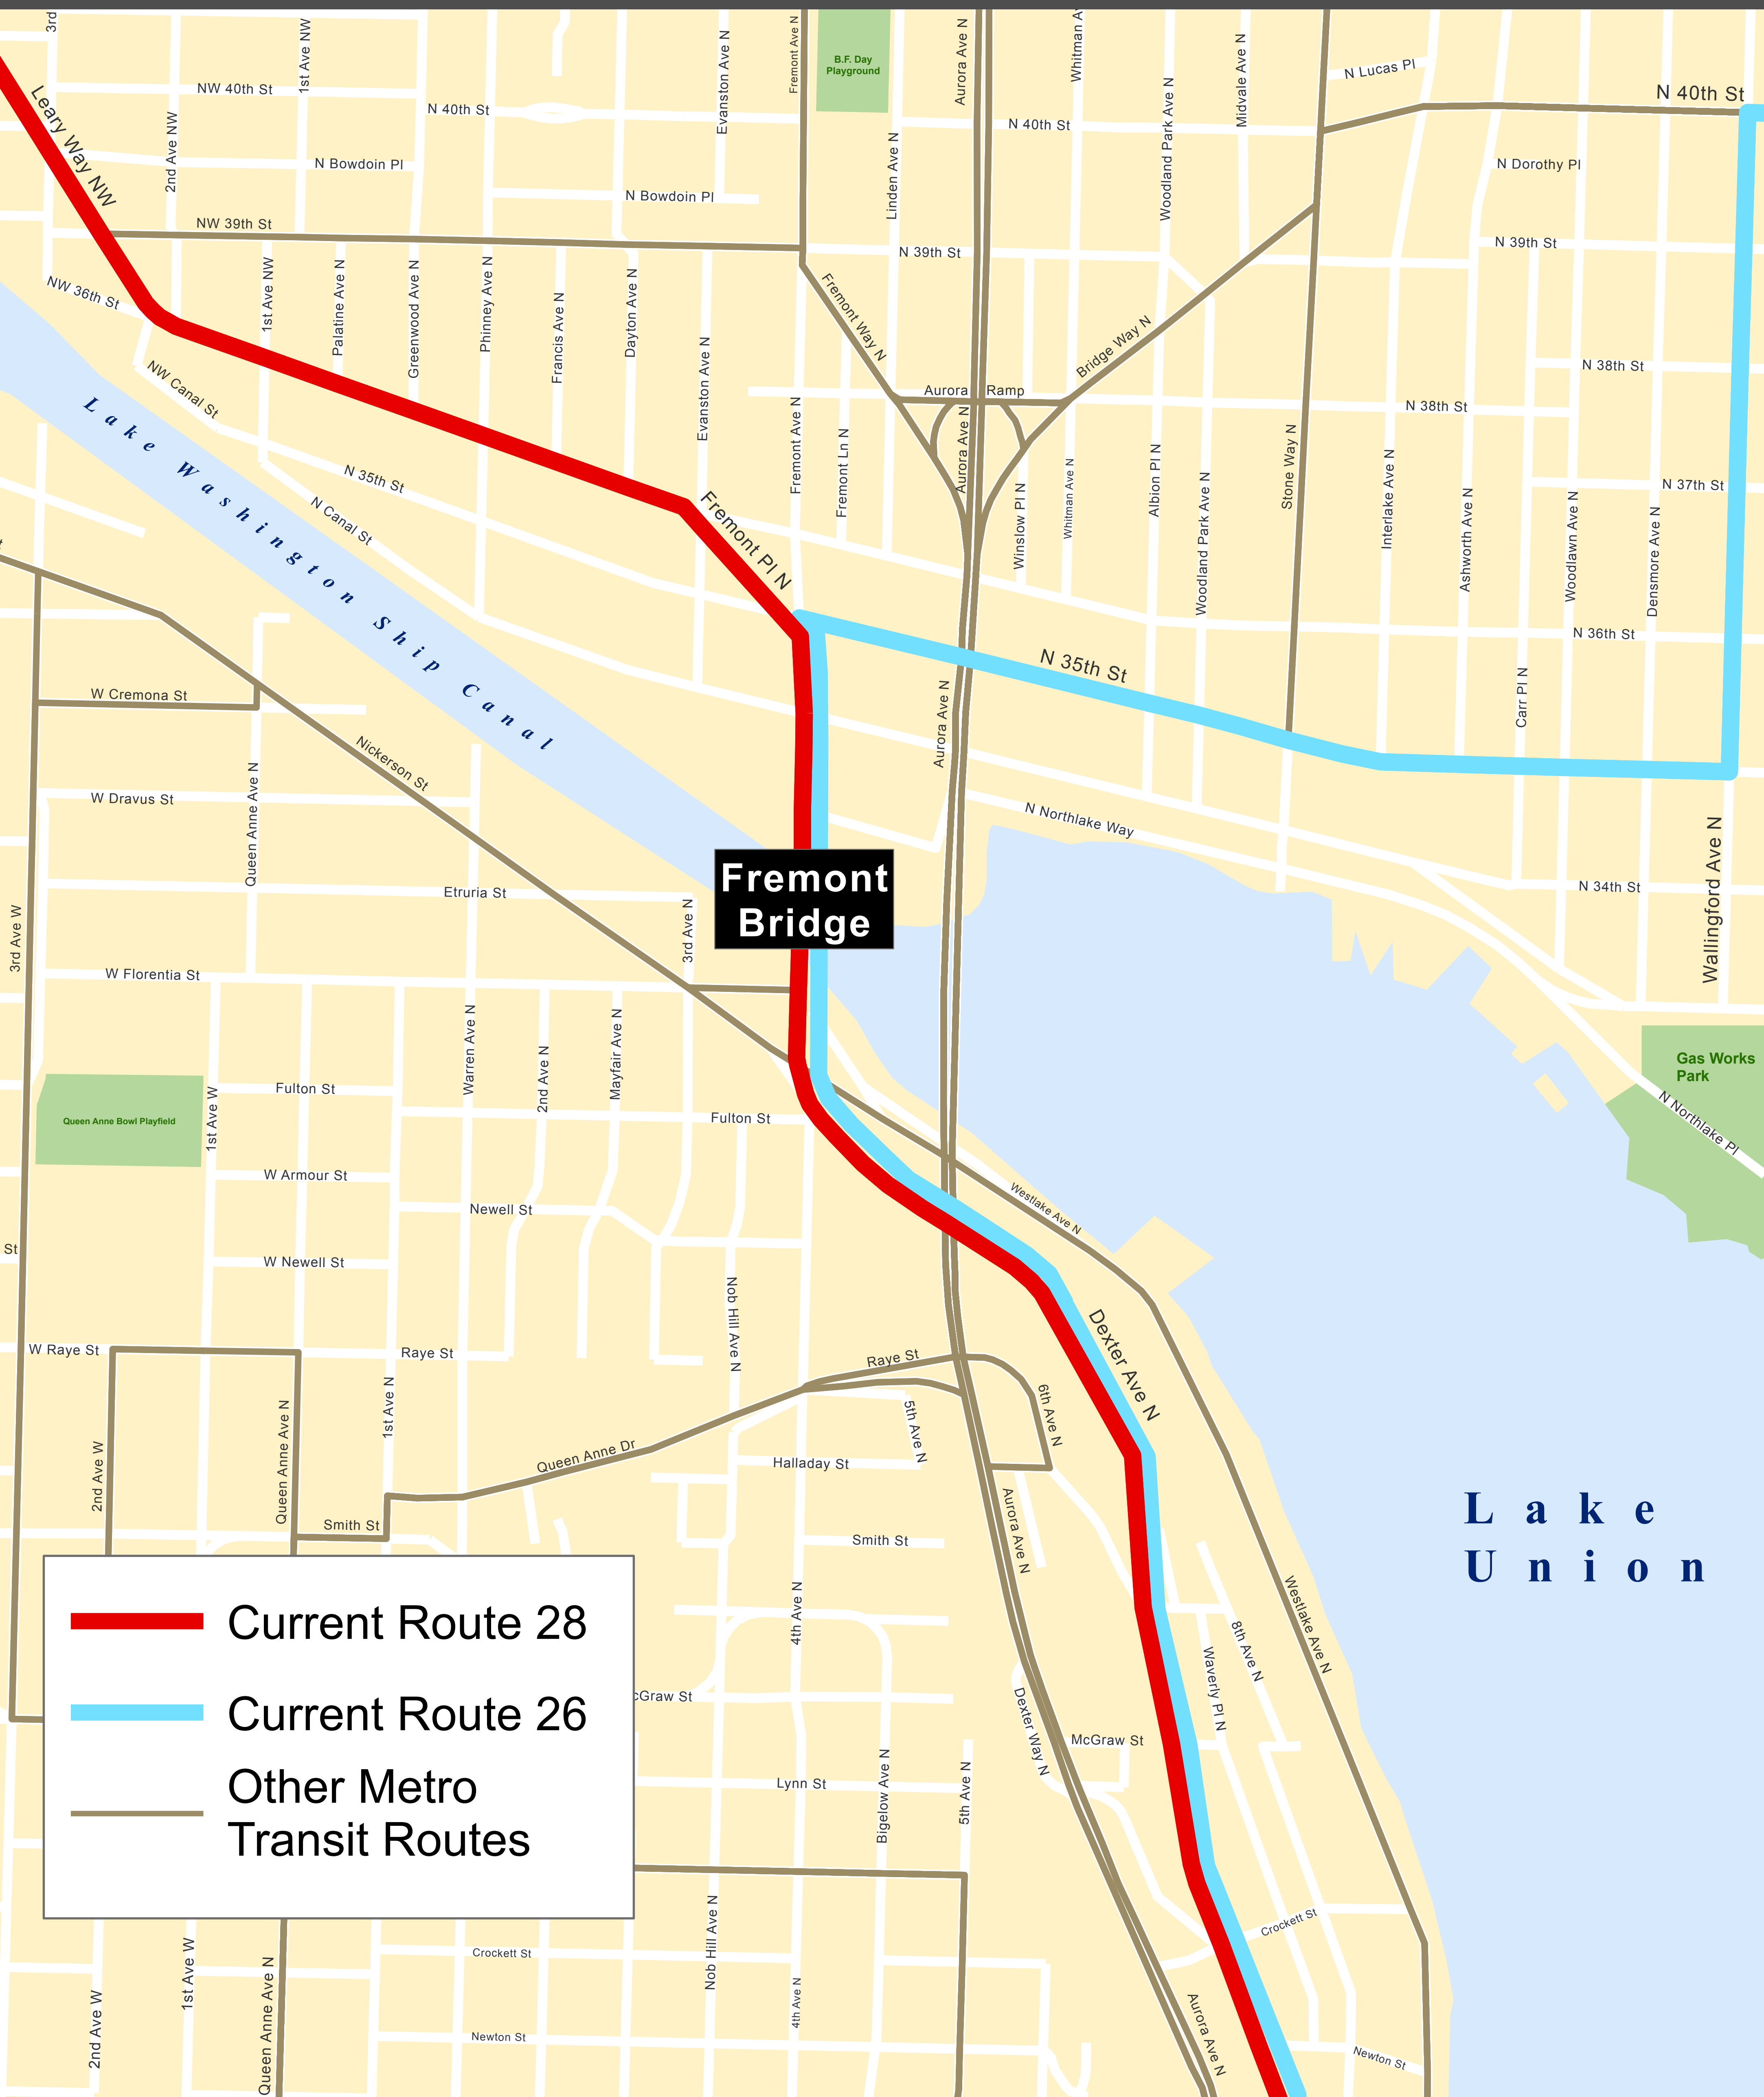 3rd
1st Ave NW
Evanston Ave N
Fremont Ave N
B.F. Day
Playground
Aurora Ave N
Whitman Av
Midvale Ave N
N Lucas Pl
N 40th St
NW 40th St
N 40th St
N 40th St
Leary Way NW
2nd Ave NW
N Bowdoin Pl
N Bowdoin Pl
Linden Ave N
Woodland Park Ave N
N Dorothy Pl
NW 39th St
N 39th St
N 39th St
NW 36th St
1st Ave NW
Palatine Ave N
Greenwood Ave N
Phinney Ave N
Francis Ave N
Dayton Ave N
Evanston Ave N
Fremont Way N
Bridge Way N
Aurora Ramp
N 38th St
N 38th St
NW Canal St
Lake Washington Ship Canal
N 35th St
N Canal St
Fremont Pl N
Fremont Ave N
Fremont Ln N
Aurora Ave N
Winslow Pl N
Whitman Ave N
Albion Pl N
Woodland Park Ave N
Stone Way N
Interlake Ave N
Ashworth Ave N
Woodlawn Ave N
Densmore Ave N
N 37th St
N 36th St
N 35th St
Carr Pl N
Aurora Ave N
W Cremona St
Nickerson St
Queen Anne Ave N
W Dravus St
N Northlake Way
Wallingford Ave N
N 34th St
Fremont
Bridge
Etruria St
3rd Ave W
3rd Ave N
W Florentia St
Warren Ave N
2nd Ave N
Mayfair Ave N
Gas Works
Park
N Northlake Pl
Queen Anne Bowl Playfield
1st Ave W
Fulton St
Fulton St
W Armour St
Newell St
Westlake Ave N
St
W Newell St
Nob Hill Ave N
Dexter Ave N
W Raye St
Raye St
Raye St
1st Ave N
5th Ave N
6th Ave N
2nd Ave W
Queen Anne Ave N
Queen Anne Dr
Halladay St
Aurora Ave N
Smith St
Smith St
Lake
Union
4th Ave N
Westlake Ave N
8th Ave N
Waverly Pl N
cGraw St
Dexter Way N
McGraw St
Lynn St
Bigelow Ave N
5th Ave N
Current Route 28
Current Route 26
Other Metro
Transit Routes
Nob Hill Ave N
Crockett St
Crockett St
1st Ave W
2nd Ave W
Queen Anne Ave N
4th Ave N
Aurora Ave N
Newton St
Newton St